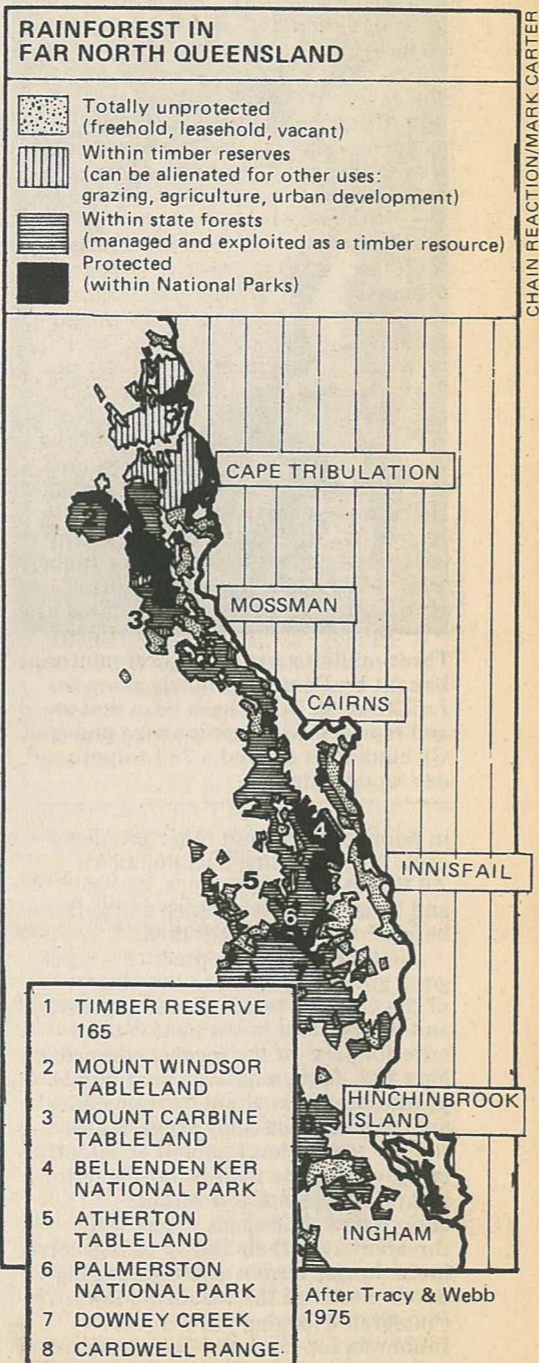 RAINFOREST IN
FAR NORTH QUEENSLAND
Totally unprotected
(freehold, leasehold, vacant)
Within timber reserves
(can be alienated for other uses:
grazing, agriculture, urban development)
Within state forests
(managed and exploited as a timber resource)
Protected
(within National Parks)
CHAIN REACTION/MARK CARTER
CAPE TRIBULATION
2
MOSSMAN
3
CAIRNS
4
INNISFAIL
5
6
1 TIMBER RESERVE
165
2 MOUNT WINDSOR
TABLELAND
3 MOUNT CARBINE
TABLELAND
4 BELLENDEN KER
NATIONAL PARK
5 ATHERTON
TABLELAND
6 PALMERSTON
NATIONAL PARK
7 DOWNEY CREEK
8 CARDWELL RANGE
HINCHINBROOK
ISLAND
INGHAM
After Tracy & Webb
1975